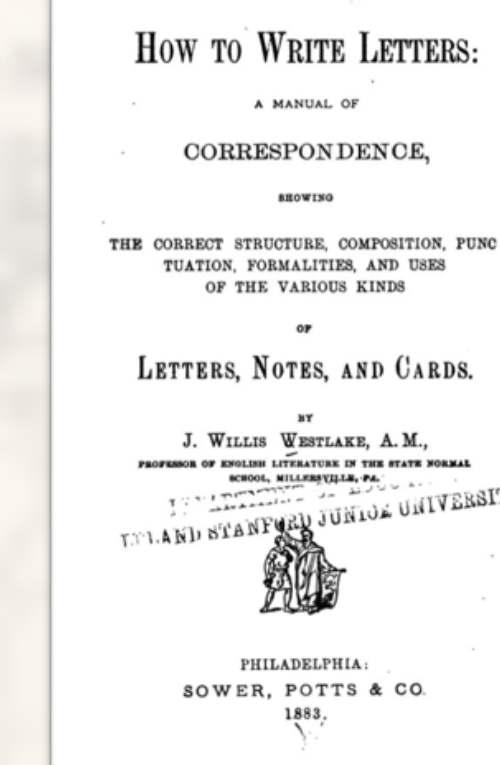 HOW TO WRITE LETTERS:
A MANUAL OF
CORRESPONDENCE,
SHOWING
THE CORRECT STRUCTURE, COMPOSITION, PUNC
TUATION, FORMALITIES, AND USES
OF THE VARIOUS KINDS
OF
LETTERS, NOTES, AND CARDS.
BY
J. WILLIS WESTLAKE, A.M.,
PROFESSOR OF ENGLISH LITERATURE IN THE STATE NORMAL
SCHOOL, MILLERSVILLE, PA.
LELAND STANFORD JUNIOR UNIVERSI
PHILADELPHIA:
SOWER, POTTS & CO.
1883.